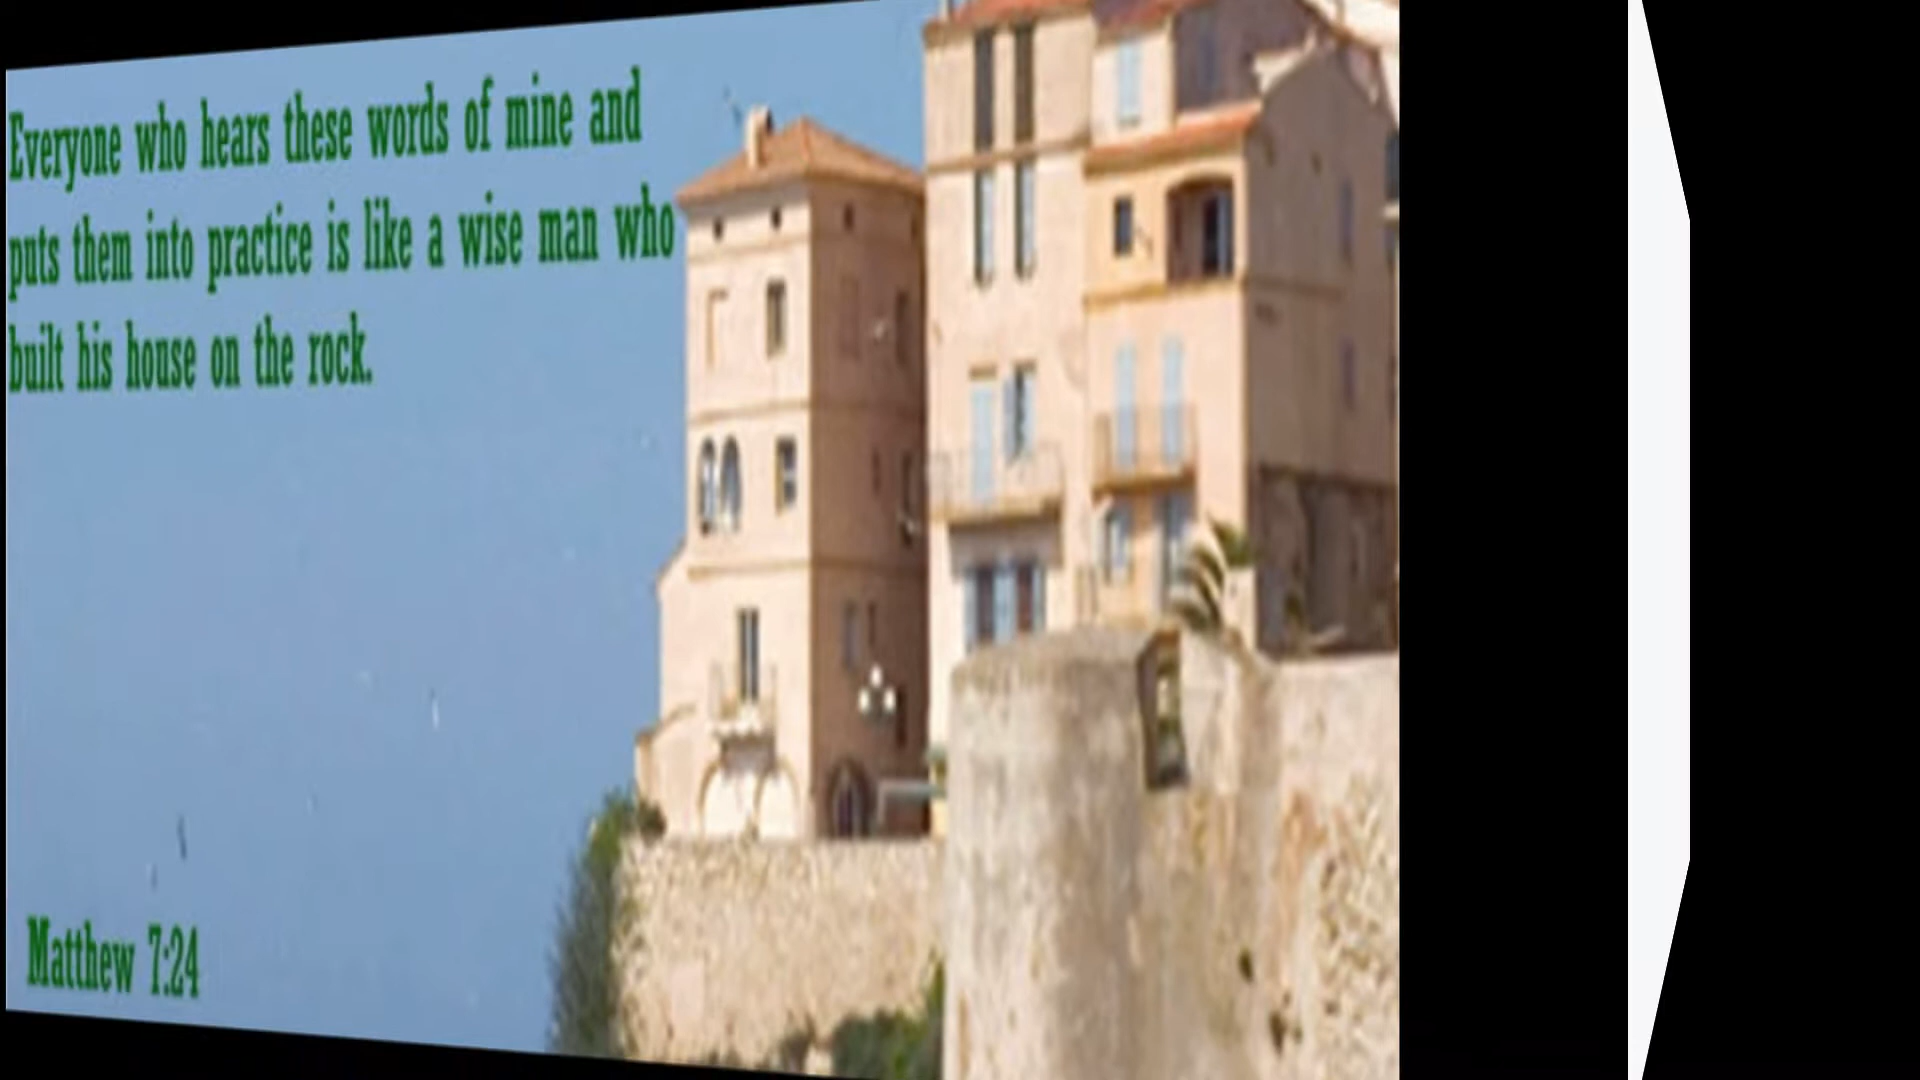 Everyone who hears these words of mine and
puts them into practice is like a wise man who
built his house on the rock.
Matthew 7:24